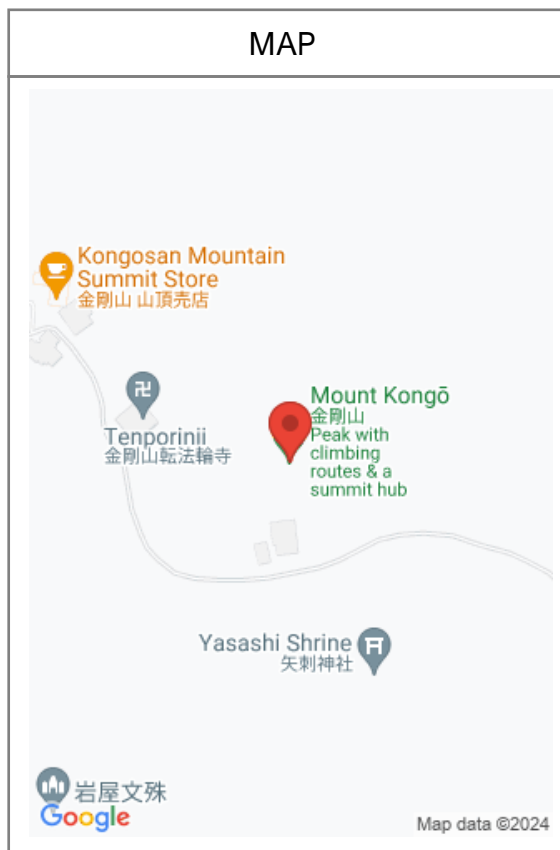 MAP
Kongosan Mountain
Summit Store
金剛山 山頂売店
Tenporinji
金剛山転法輪寺
Mount Kongō
金剛山
Peak with
climbing
routes & a
summit hub
Yasashi Shrine
矢刺神社
岩屋文殊
Google
Map data ©2024